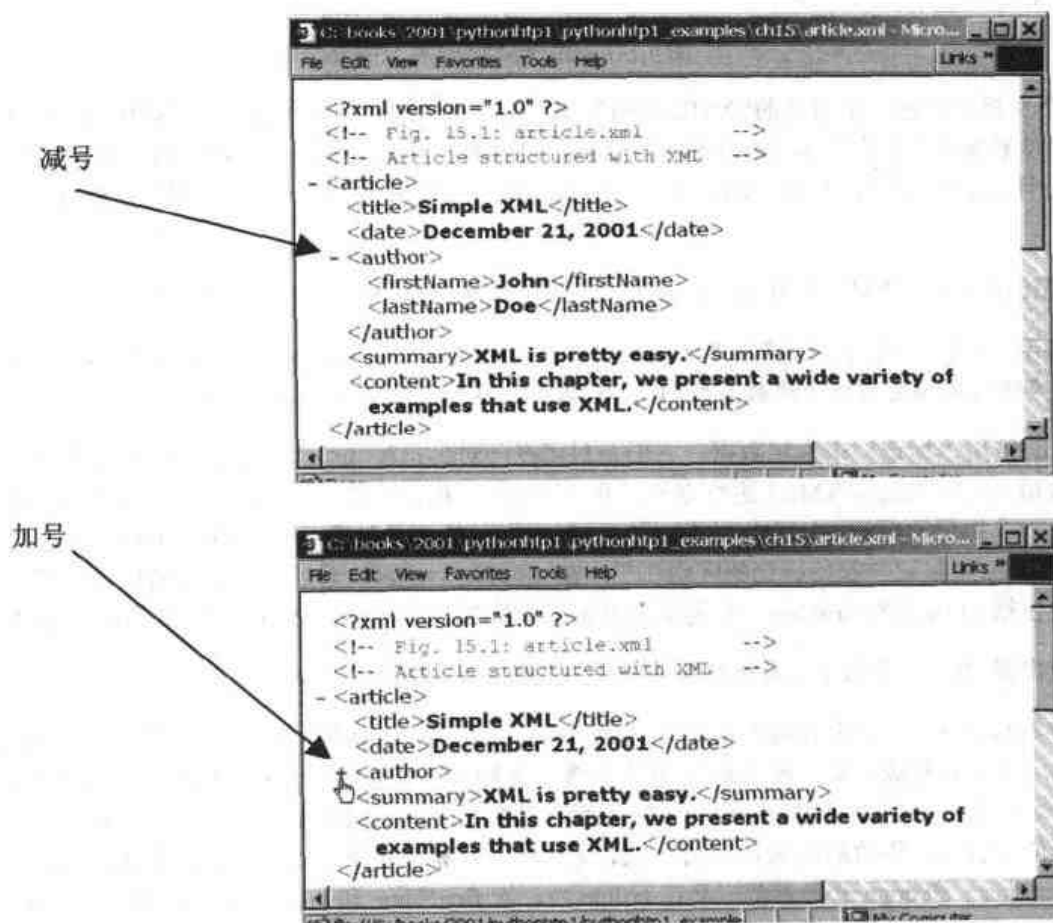 C: books 2001 pythonhtp1 pythonhtp1_examples\ch15\article.xml - Micro...
File Edit View Favorites Tools Help Links »
<?xml version="1.0" ?>
<!-- Fig. 15.1: article.xml -->
<!-- Article structured with XML -->
减号
- <article>
<title>Simple XML</title>
<date>December 21, 2001</date>
- <author>
<firstName>John</firstName>
<lastName>Doe</lastName>
</author>
<summary>XML is pretty easy.</summary>
<content>In this chapter, we present a wide variety of
examples that use XML.</content>
</article>
加号
C: books 2001 pythonhtp1 pythonhtp1_examples\ch15\article.xml - Micro...
File Edit View Favorites Tools Help Links »
<?xml version="1.0" ?>
<!-- Fig. 15.1: article.xml -->
<!-- Article structured with XML -->
- <article>
<title>Simple XML</title>
<date>December 21, 2001</date>
+ <author>
<summary>XML is pretty easy.</summary>
<content>In this chapter, we present a wide variety of
examples that use XML.</content>
</article>
My Computer